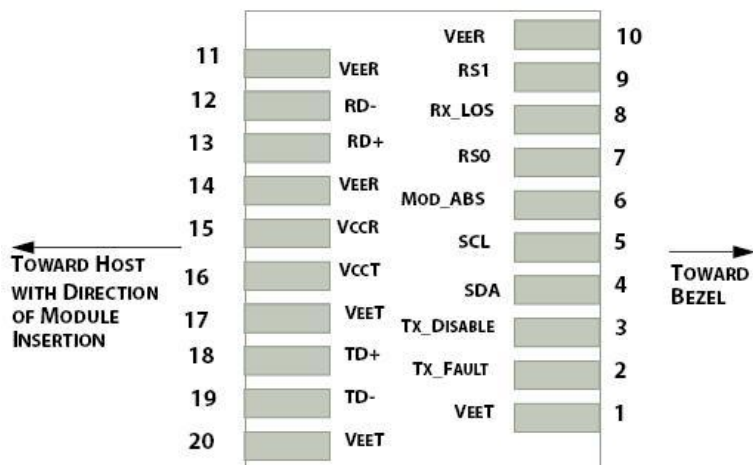 11 VEER
12 RD-
13 RD+
14 VEER
15 VCCR
16 VCCT
17 VEET
18 TD+
19 TD-
20 VEET
TOWARD HOST
WITH DIRECTION
OF MODULE
INSERTION
VEER 10
RS1 9
RX_LOS 8
RS0 7
MOD_ABS 6
SCL 5
SDA 4
TX_DISABLE 3
TX_FAULT 2
VEET 1
TOWARD
BEZEL